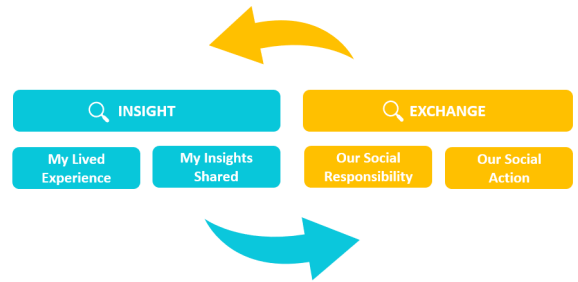 INSIGHT
EXCHANGE
My Lived
Experience
My Insights
Shared
Our Social
Responsibility
Our Social
Action